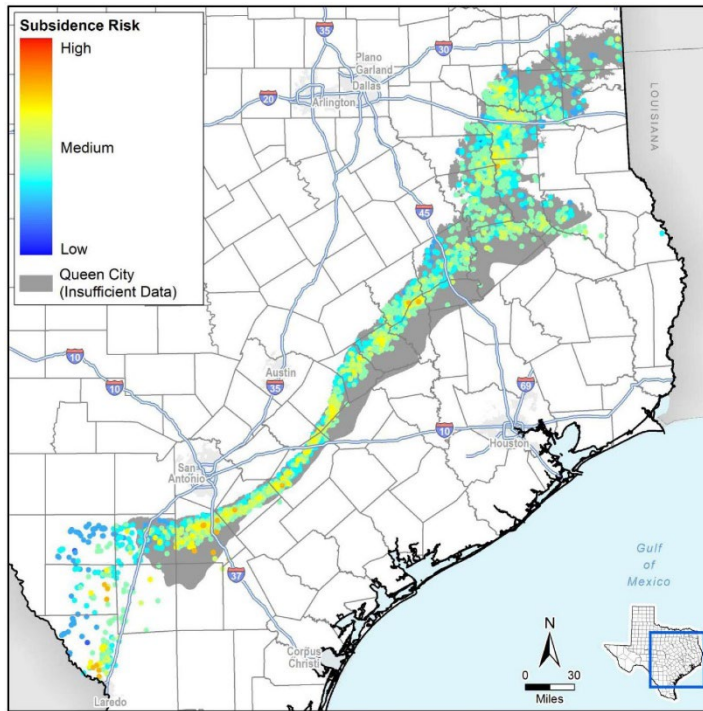 Subsidence Risk
High
Medium
Low
Queen City
(Insufficient Data)
35
Plano
Garland
Dallas
30
20
Arlington
LOUISIANA
45
10
10
Austin
35
69
10
Houston
San
Antonio
37
Gulf
of
Mexico
Corpus
Christi
Laredo
N
0
30
Miles